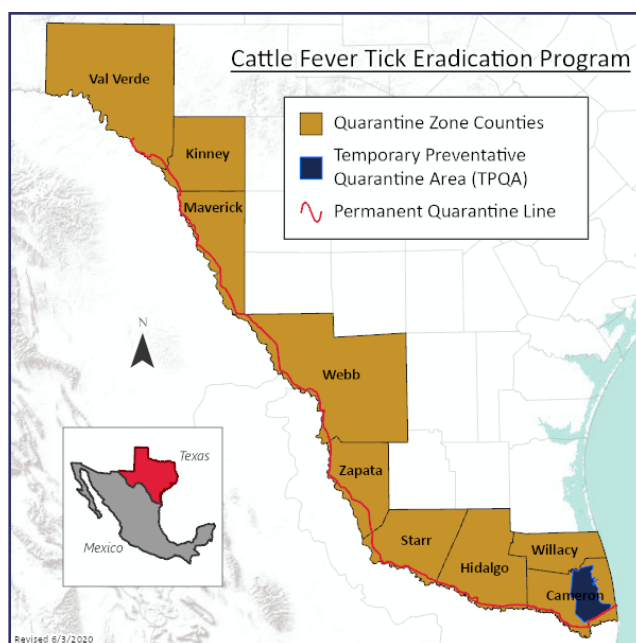 Cattle Fever Tick Eradication Program
Val Verde
Quarantine Zone Counties
Temporary Preventative
Quarantine Area (TPQA)
Permanent Quarantine Line
Kinney
Maverick
N
Webb
Texas
Mexico
Zapata
Starr
Hidalgo
Willacy
Cameron
Revised 6/3/2020